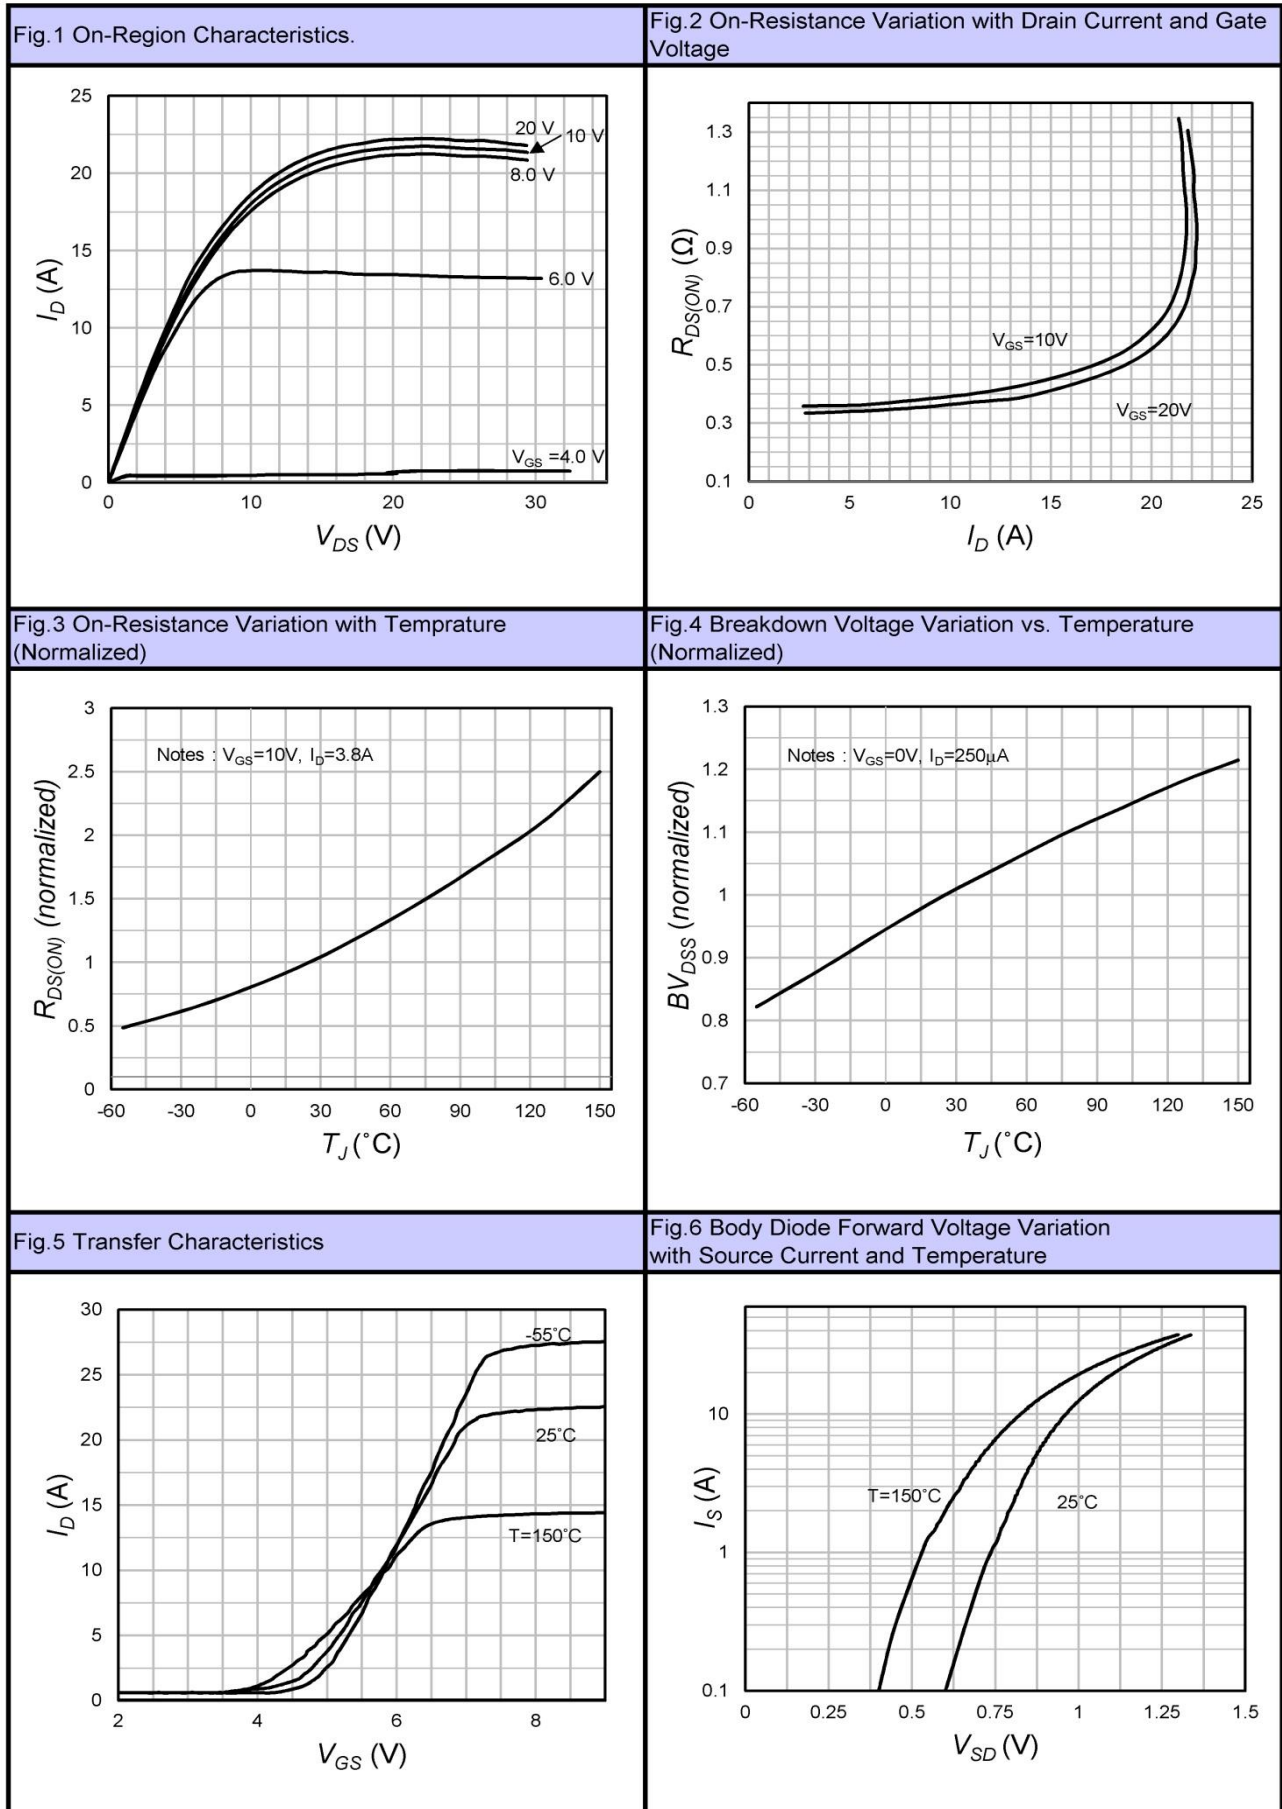 Fig.1 On-Region Characteristics.
25
20
15
10
5
0
0
10
20
30
20 V
10 V
8.0 V
6.0 V
VGS =4.0 V
ID (A)
VDS (V)
Fig.2 On-Resistance Variation with Drain Current and Gate
Voltage
1.3
1.1
0.9
0.7
0.5
0.3
0.1
0
5
10
15
20
25
VGS=10V
VGS=20V
RDS(ON) (Ω)
ID (A)
Fig.3 On-Resistance Variation with Temprature
(Normalized)
3
2.5
2
1.5
1
0.5
0
-60
-30
0
30
60
90
120
150
Notes : VGS=10V, ID=3.8A
RDS(ON) (normalized)
TJ (˚C)
Fig.4 Breakdown Voltage Variation vs. Temperature
(Normalized)
1.3
1.2
1.1
1
0.9
0.8
0.7
-60
-30
0
30
60
90
120
150
Notes : VGS=0V, ID=250μA
BVDSS (normalized)
TJ (˚C)
Fig.5 Transfer Characteristics
30
25
20
15
10
5
0
2
4
6
8
-55˚C
25˚C
T=150˚C
ID (A)
VGS (V)
Fig.6 Body Diode Forward Voltage Variation
with Source Current and Temperature
10
1
0.1
0
0.25
0.5
0.75
1
1.25
1.5
T=150˚C
25˚C
IS (A)
VSD (V)